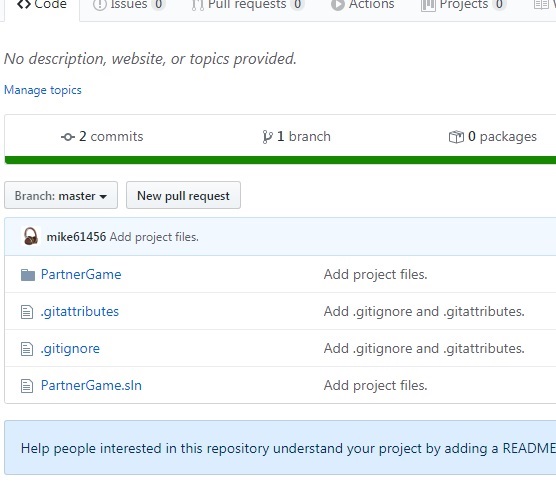 Code Issues 0 Pull requests 0 Actions Projects 0
No description, website, or topics provided.
Manage topics
2 commits 1 branch 0 packages
Branch: master New pull request
mike61456 Add project files.
PartnerGame Add project files.
.gitattributes Add .gitignore and .gitattributes.
.gitignore Add .gitignore and .gitattributes.
PartnerGame.sln Add project files.
Help people interested in this repository understand your project by adding a README